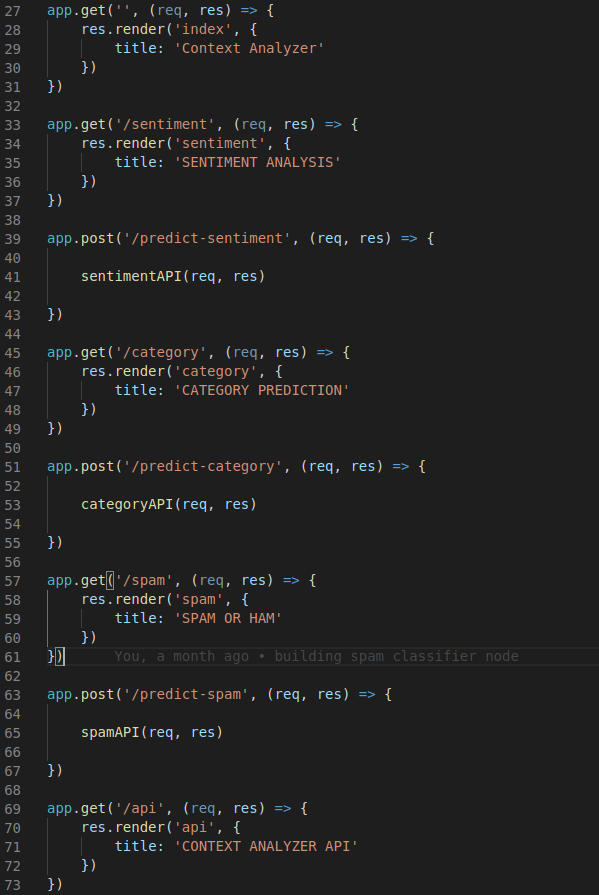 27 app.get('', (req, res) => {
28     res.render('index', {
29         title: 'Context Analyzer'
30     })
31 })
32
33 app.get('/sentiment', (req, res) => {
34     res.render('sentiment', {
35         title: 'SENTIMENT ANALYSIS'
36     })
37 })
38
39 app.post('/predict-sentiment', (req, res) => {
40
41     sentimentAPI(req, res)
42
43 })
44
45 app.get('/category', (req, res) => {
46     res.render('category', {
47         title: 'CATEGORY PREDICTION'
48     })
49 })
50
51 app.post('/predict-category', (req, res) => {
52
53     categoryAPI(req, res)
54
55 })
56
57 app.get('/spam', (req, res) => {
58     res.render('spam', {
59         title: 'SPAM OR HAM'
60     })
61 })      You, a month ago • building spam classifier node
62
63 app.post('/predict-spam', (req, res) => {
64
65     spamAPI(req, res)
66
67 })
68
69 app.get('/api', (req, res) => {
70     res.render('api', {
71         title: 'CONTEXT ANALYZER API'
72     })
73 })